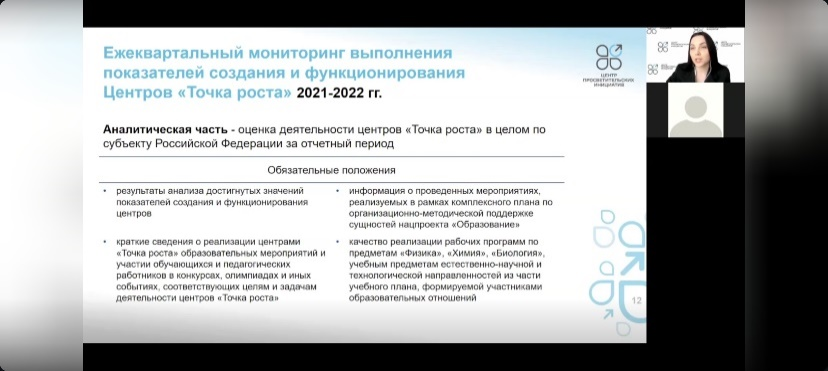 Ежеквартальный мониторинг выполнения
показателей создания и функционирования
Центров «Точка роста» 2021-2022 гг.
ЦЕНТР
ПРОСВЕТИТЕЛЬСКИХ
ИНИЦИАТИВ
Аналитическая часть - оценка деятельности центров «Точка роста» в целом по
субъекту Российской Федерации за отчетный период
Обязательные положения
• результаты анализа достигнутых значений
показателей создания и функционирования
центров
• краткие сведения о реализации центрами
«Точка роста» образовательных мероприятий и
участии обучающихся и педагогических
работников в конкурсах, олимпиадах и иных
событиях, соответствующих целям и задачам
деятельности центров «Точка роста»
• информация о проведенных мероприятиях,
реализуемых в рамках комплексного плана по
организационно-методической поддержке
сущностей нацпроекта «Образование»
• качество реализации рабочих программ по
предметам «Физика», «Химия», «Биология»,
учебным предметам естественно-научной и
технологической направленностей из части
учебного плана, формируемой участниками
образовательных отношений
12